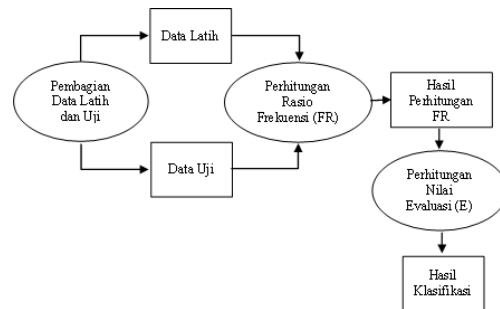 Pembagian
Data Latih
dan Uji
Data Latih
Data Uji
Perhitungan
Rasio
Frekuensi (FR)
Hasil
Perhitungan
FR
Perhitungan
Nilai
Evaluasi (E)
Hasil
Klasifikasi